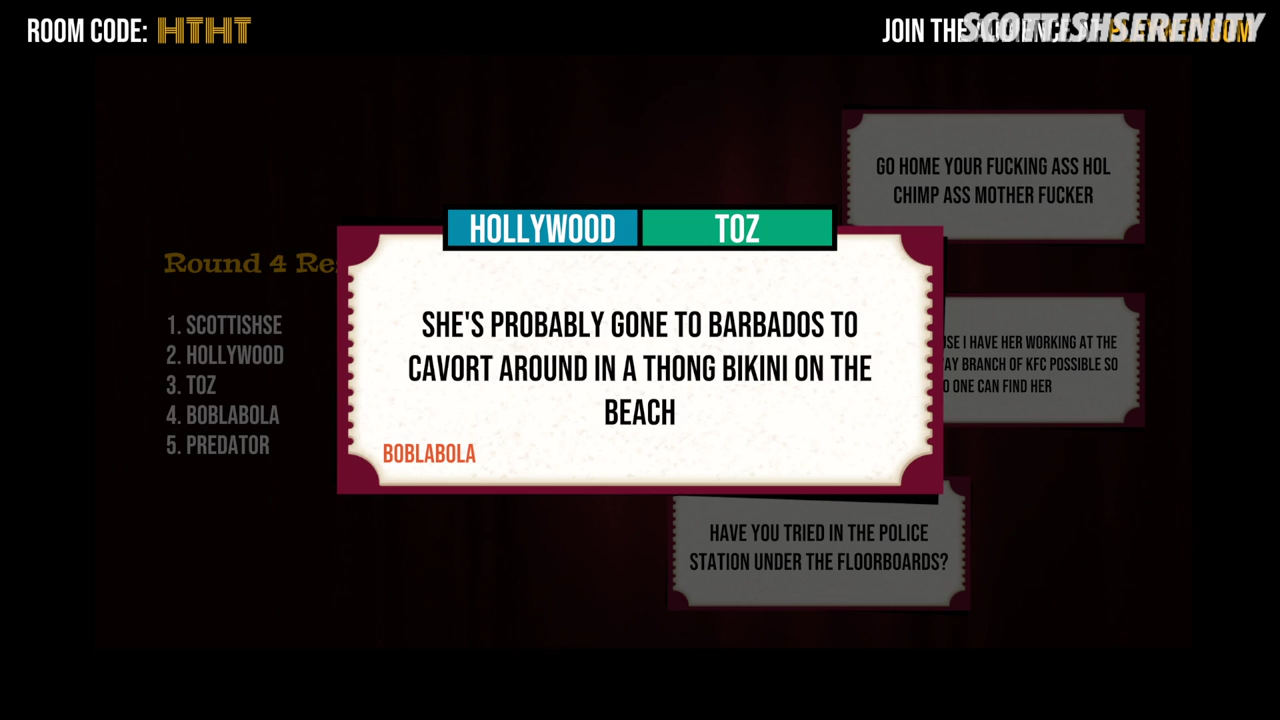 ROOM CODE: HTHT
JOIN THE
SCOTTISHSERENITY
GO HOME YOUR FUCKING ASS HOL
CHIMP ASS MOTHER FUCKER
HOLLYWOOD TOZ
Round 4
1. SCOTTISHSE
2. HOLLYWOOD
3. TOZ
4. BOBLABOLA
5. PREDATOR
SHE'S PROBABLY GONE TO BARBADOS TO
CAVORT AROUND IN A THONG BIKINI ON THE
BEACH
BOBLABOLA
I HAVE HER WORKING AT THE
BRANCH OF KFC POSSIBLE SO
ONE CAN FIND HER
HAVE YOU TRIED IN THE POLICE
STATION UNDER THE FLOORBOARDS?